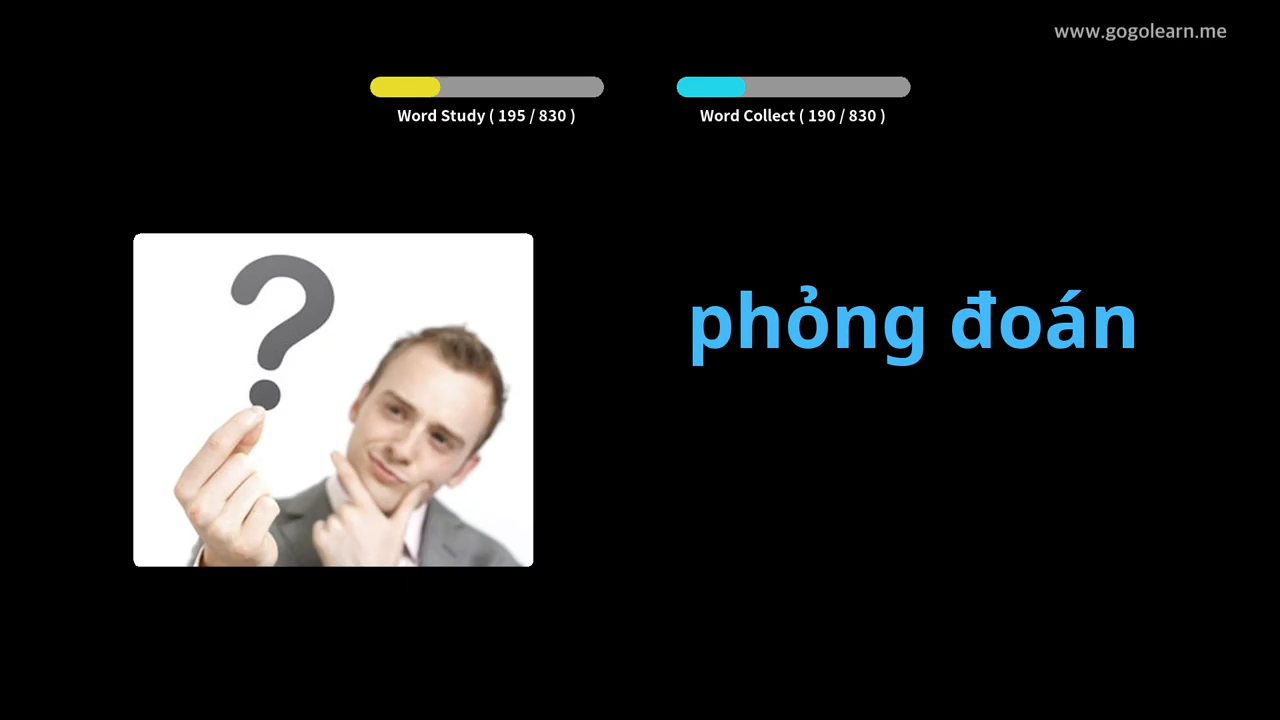 www.gogolearn.me
Word Study ( 195 / 830 )
Word Collect ( 190 / 830 )
?
phỏng đoán